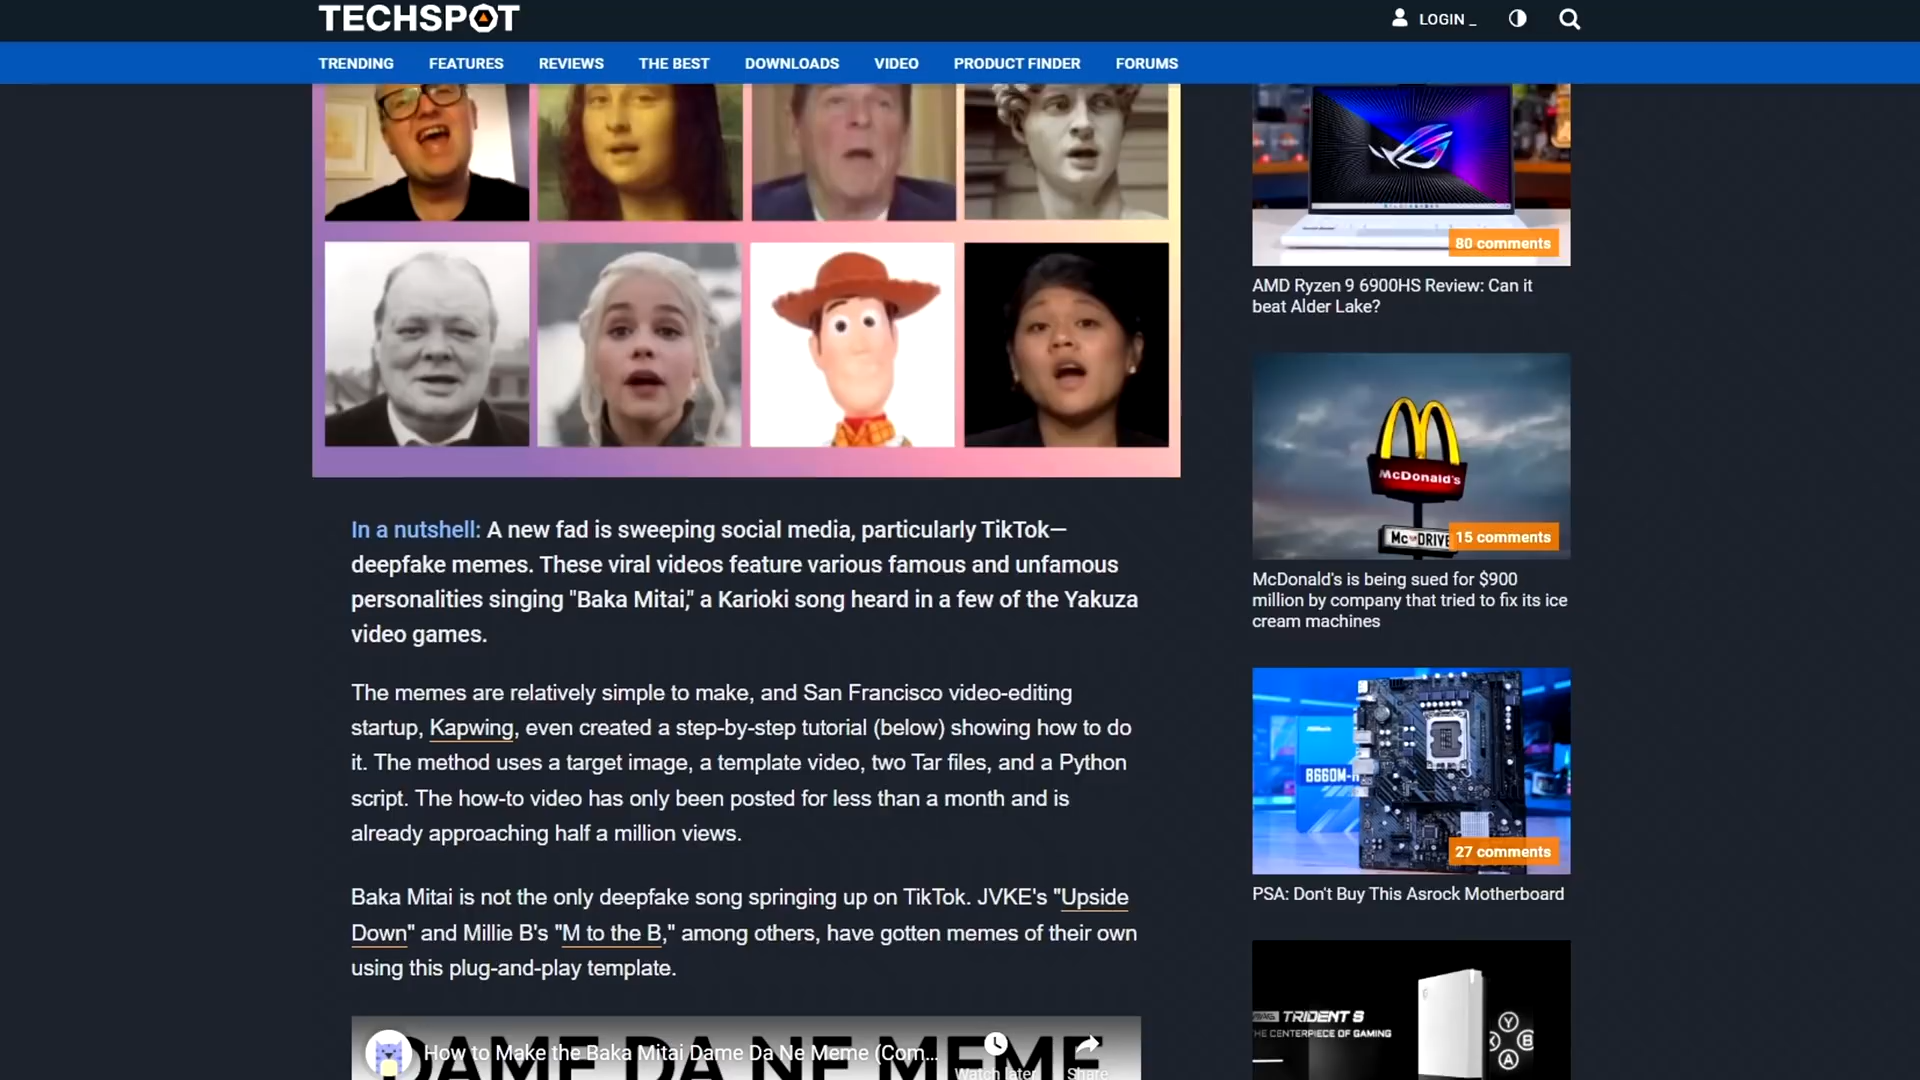 TECHSPOT
LOGIN _
TRENDING FEATURES REVIEWS THE BEST DOWNLOADS VIDEO PRODUCT FINDER FORUMS
In a nutshell: A new fad is sweeping social media, particularly TikTok—
deepfake memes. These viral videos feature various famous and unfamous
personalities singing "Baka Mitai," a Karioki song heard in a few of the Yakuza
video games.
The memes are relatively simple to make, and San Francisco video-editing
startup, Kapwing, even created a step-by-step tutorial (below) showing how to do
it. The method uses a target image, a template video, two Tar files, and a Python
script. The how-to video has only been posted for less than a month and is
already approaching half a million views.
Baka Mitai is not the only deepfake song springing up on TikTok. JVKE's "Upside
Down" and Millie B's "M to the B," among others, have gotten memes of their own
using this plug-and-play template.
DAME DA NE MEME
How to Make the Baka Mitai Dame Da Ne Meme (Com...
Watch later
Share
80 comments
AMD Ryzen 9 6900HS Review: Can it
beat Alder Lake?
McDonald's
Mc DRIVE
15 comments
McDonald's is being sued for $900
million by company that tried to fix its ice
cream machines
B660M-H
27 comments
PSA: Don't Buy This Asrock Motherboard
TRIDENT S
THE CENTERPIECE OF GAMING
Y
X B
A